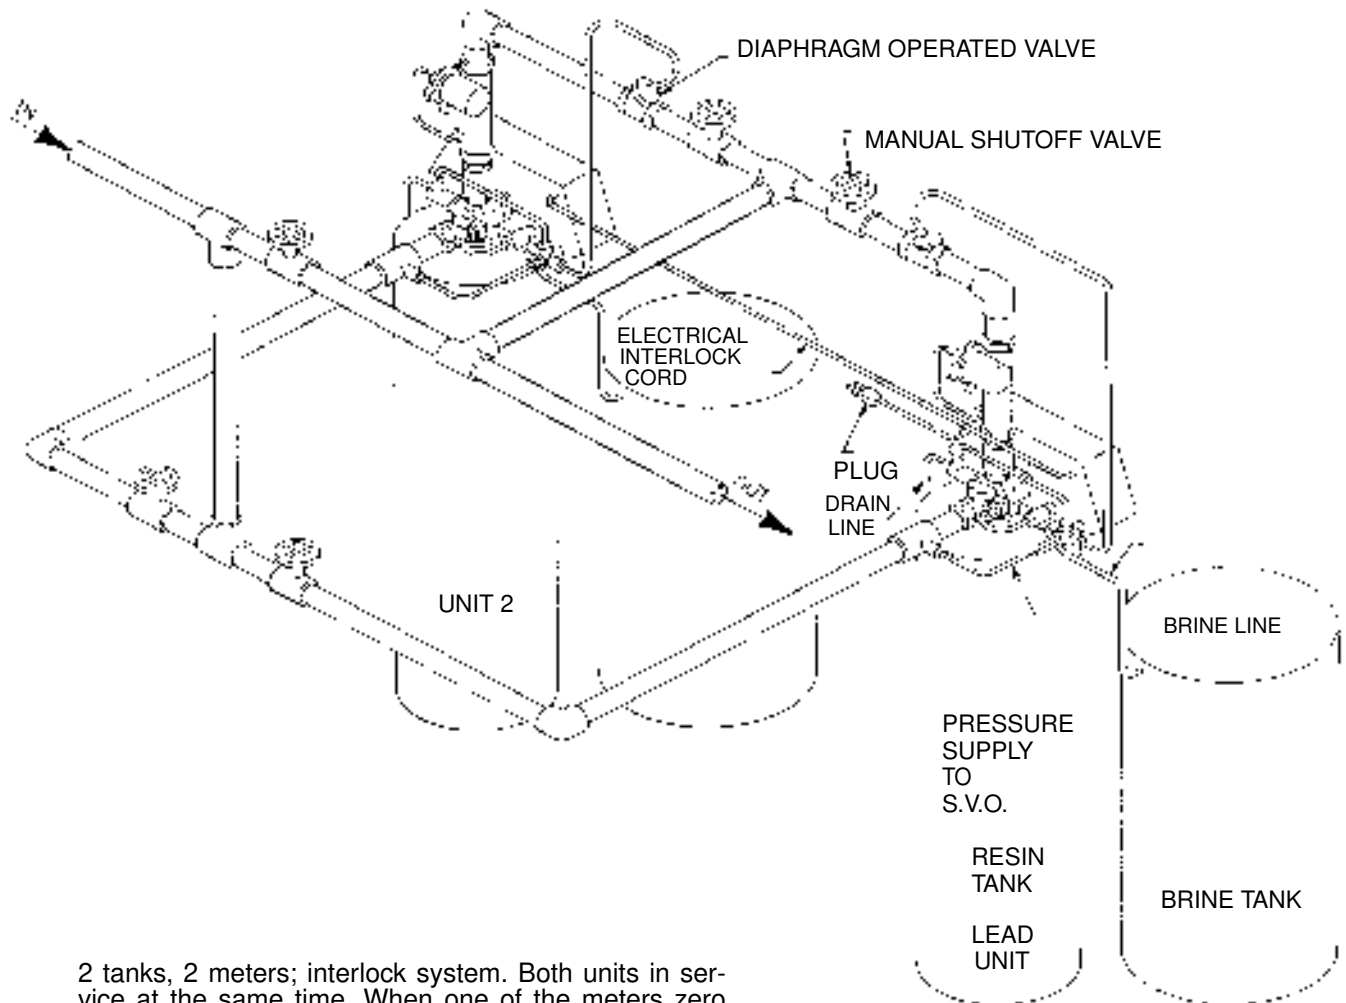 DIAPHRAGM OPERATED VALVE
IN
MANUAL SHUTOFF VALVE
ELECTRICAL
INTERLOCK
CORD
PLUG
OUT
DRAIN
LINE
UNIT 2
BRINE LINE
PRESSURE
SUPPLY
TO
S.V.O.
RESIN
TANK
BRINE TANK
LEAD
UNIT
2 tanks, 2 meters; interlock system. Both units in ser-
vice at the same time. When one of the meters zero